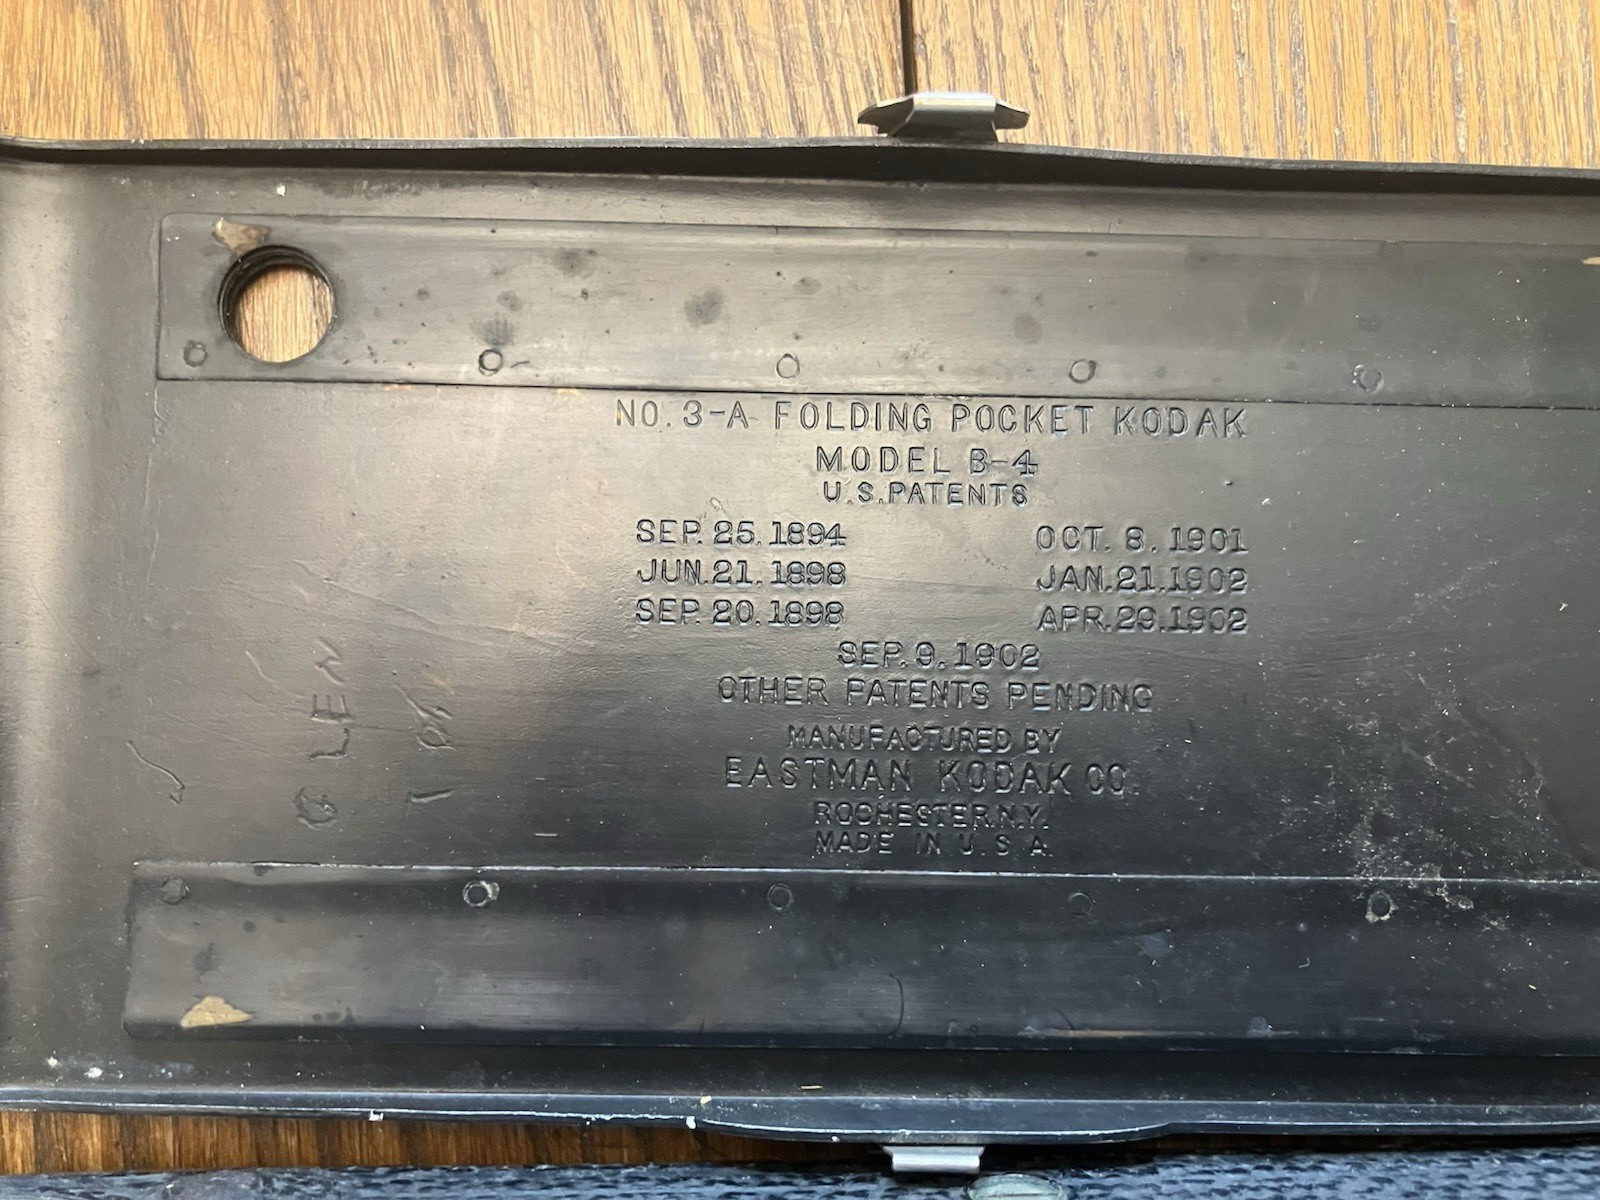 NO. 3-A FOLDING POCKET KODAK
MODEL B-4
U.S. PATENTS
SEP. 25. 1894 OCT. 8. 1901
JUN. 21. 1898 JAN. 21. 1902
SEP. 20. 1898 APR. 29. 1902
SEP. 9. 1902
OTHER PATENTS PENDING
MANUFACTURED BY
EASTMAN KODAK CO.
ROCHESTER. N.Y.
MADE IN U. S. A.
GLEN